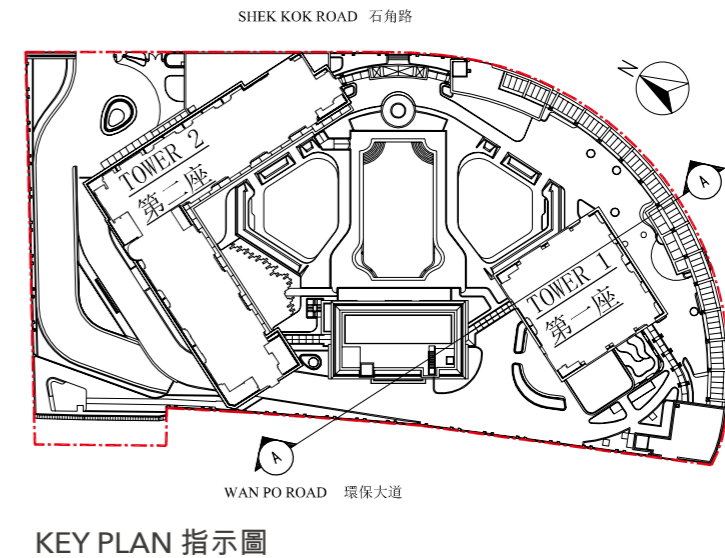 SHEK KOK ROAD 石角路
N
TOWER 2
第二座
A
TOWER 1
第一座
A
WAN PO ROAD 環保大道
KEY PLAN 指示圖